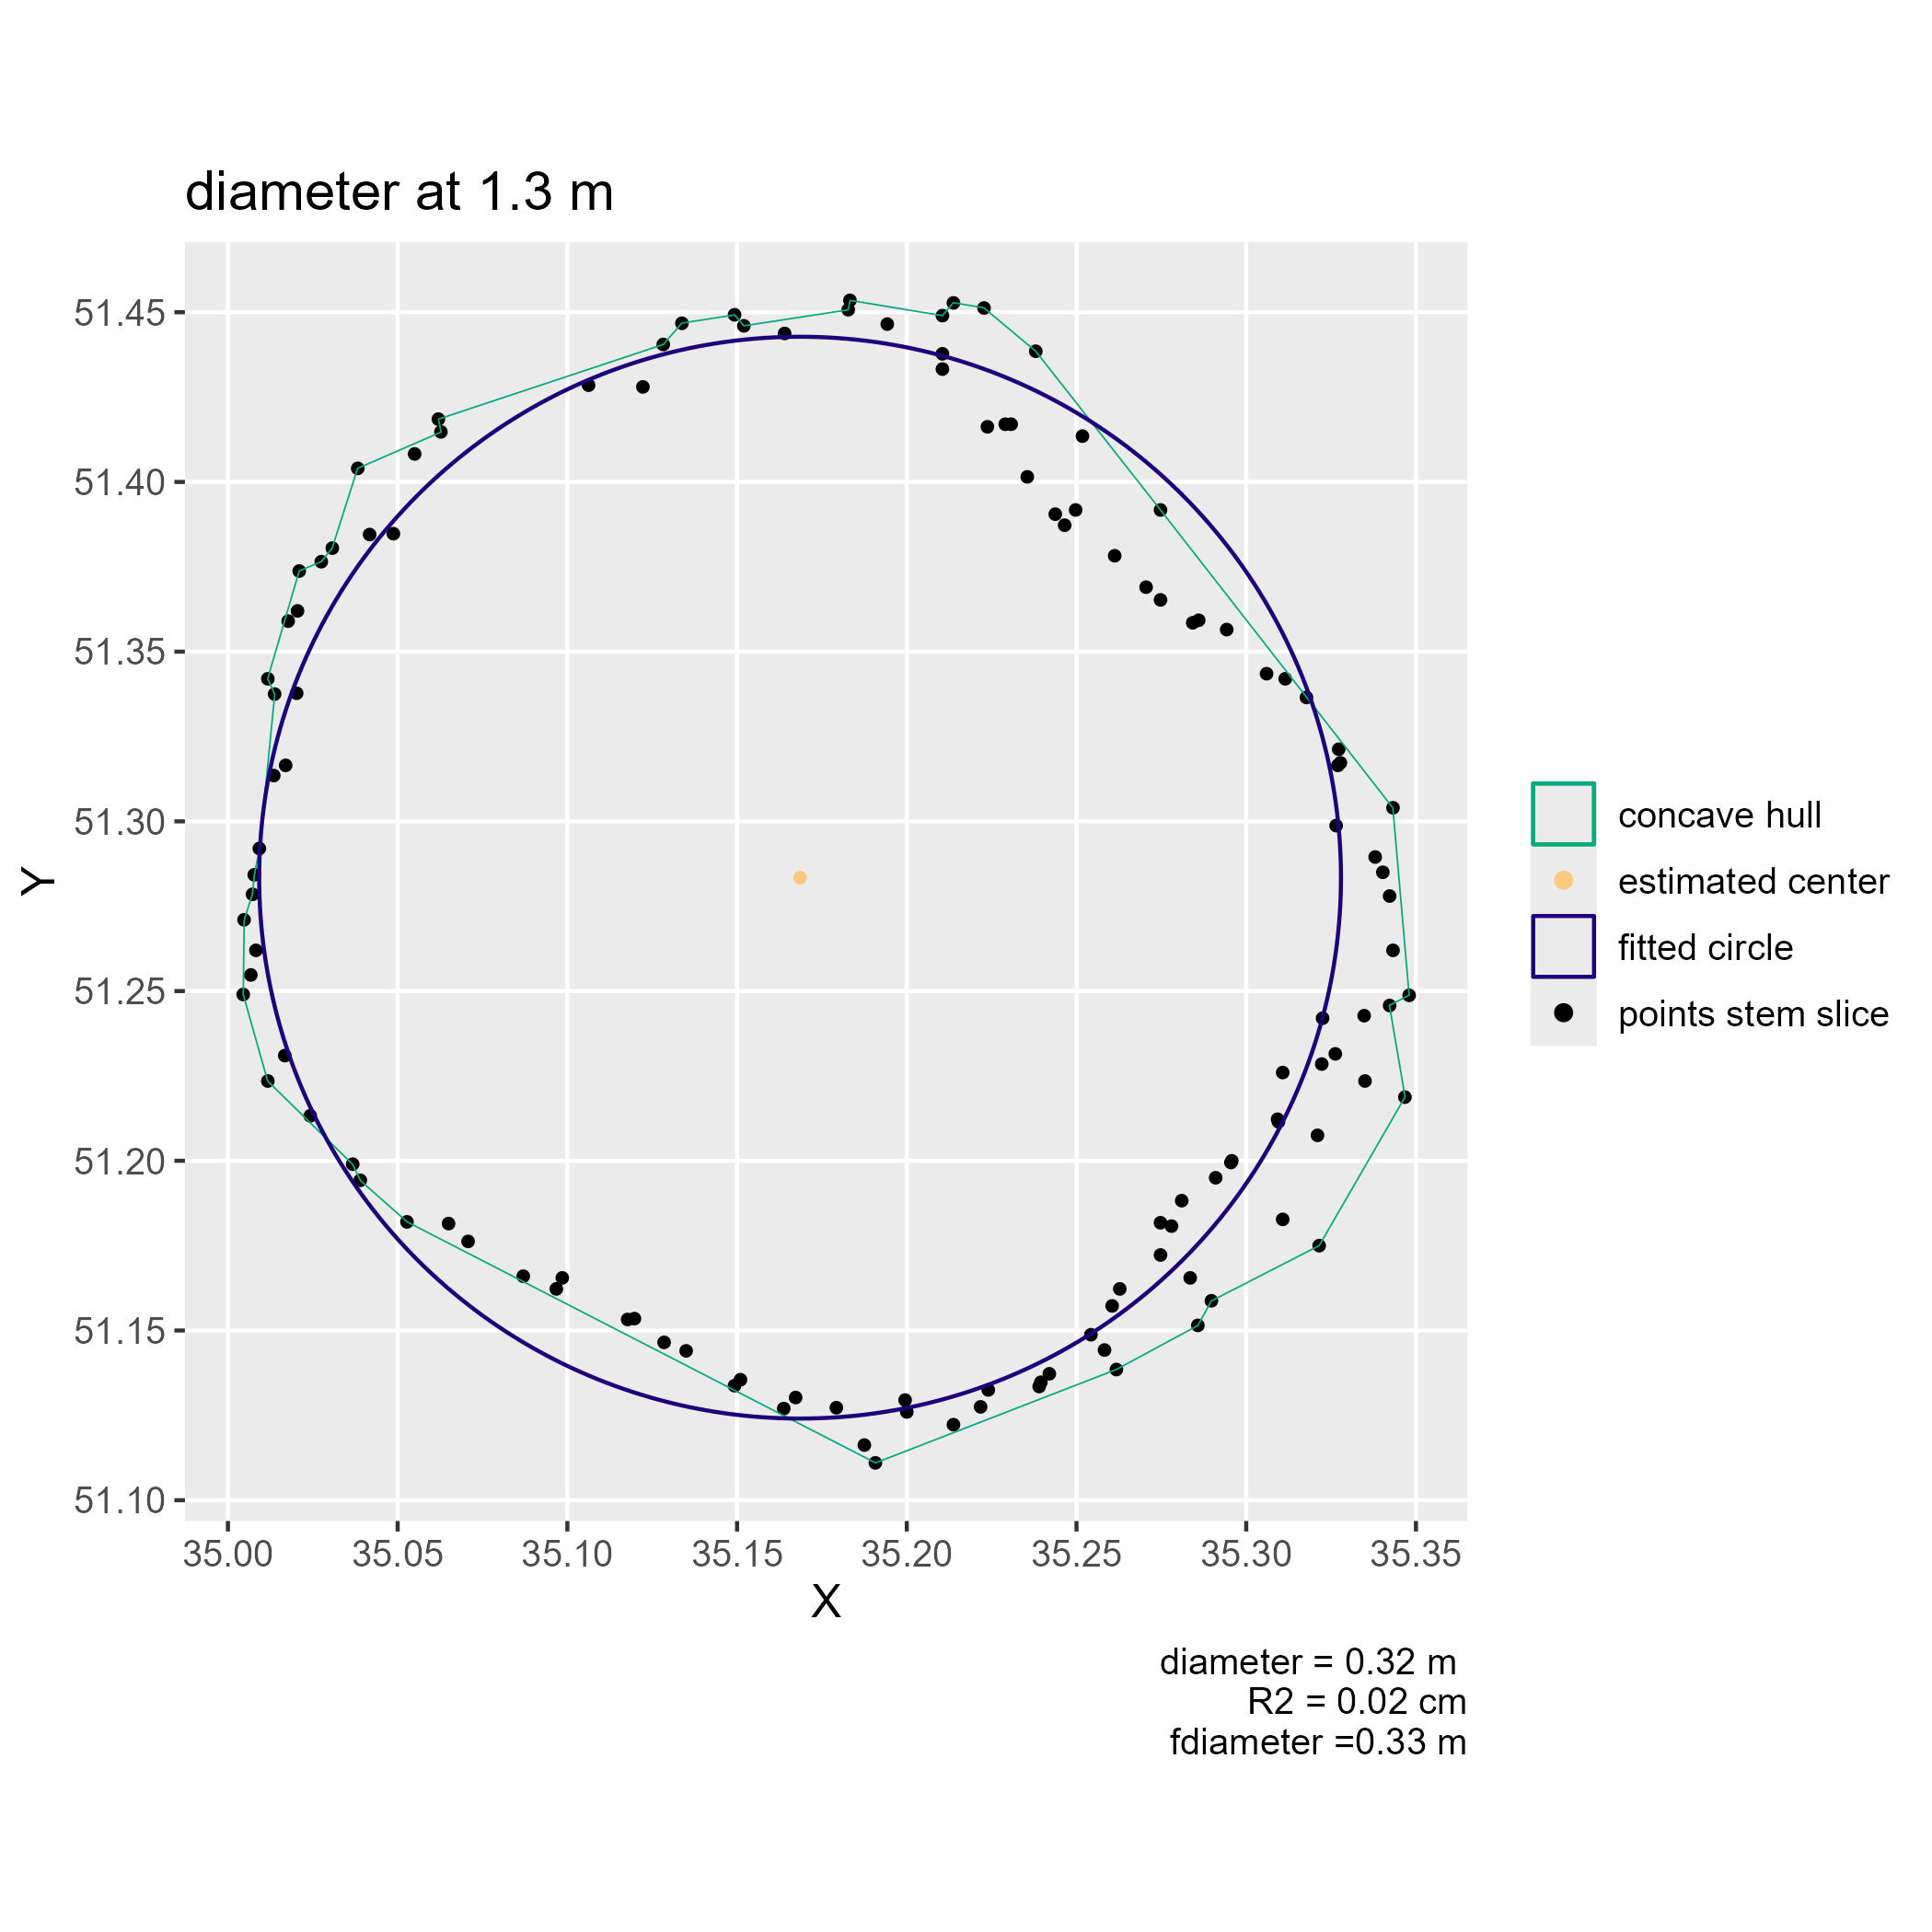 diameter at 1.3 m
51.45
51.40
51.35
51.30
51.25
51.20
51.15
51.10
Y
35.00 35.05 35.10 35.15 35.20 35.25 35.30 35.35
X
concave hull
estimated center
fitted circle
points stem slice
diameter = 0.32 m
R2 = 0.02 cm
fdiameter =0.33 m